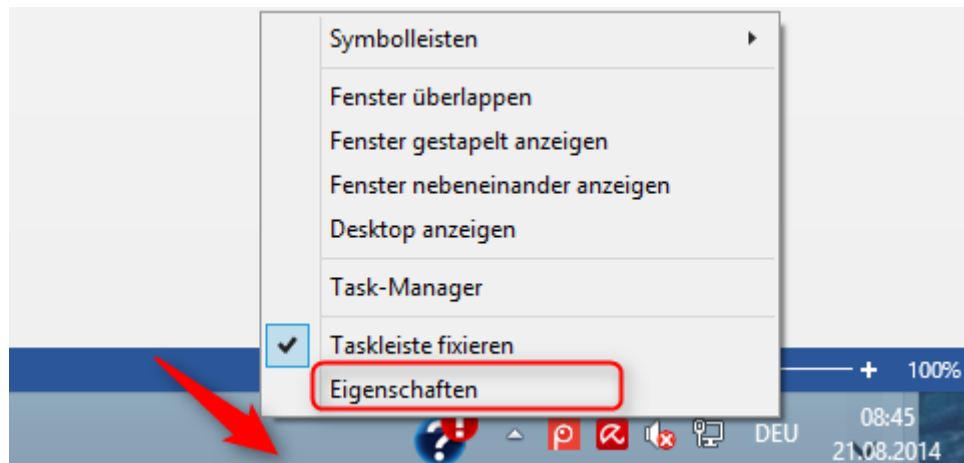 Symbolleisten
Fenster überlappen
Fenster gestapelt anzeigen
Fenster nebeneinander anzeigen
Desktop anzeigen
Task-Manager
Taskleiste fixieren
Eigenschaften
100%
DEU
08:45
21.08.2014